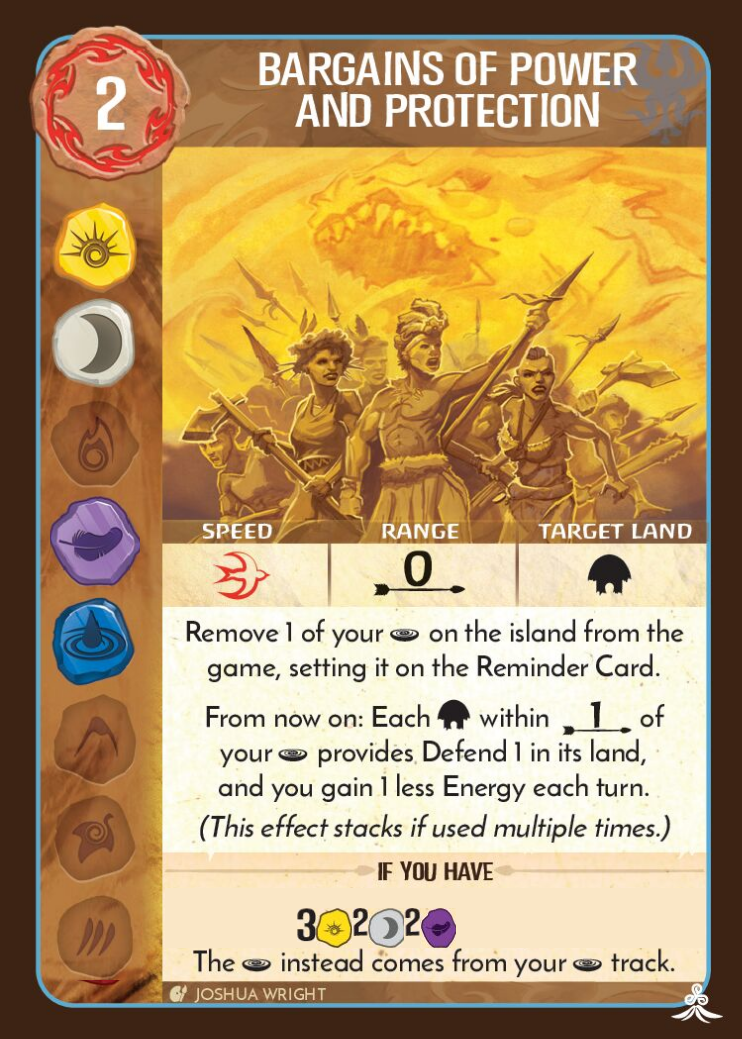 2
BARGAINS OF POWER
AND PROTECTION
SPEED RANGE TARGET LAND
0
Remove 1 of your on the island from the
game, setting it on the Reminder Card.
From now on: Each within 1 of
your provides Defend 1 in its land,
and you gain 1 less Energy each turn.
(This effect stacks if used multiple times.)
IF YOU HAVE
3 2 2
The instead comes from your track.
JOSHUA WRIGHT